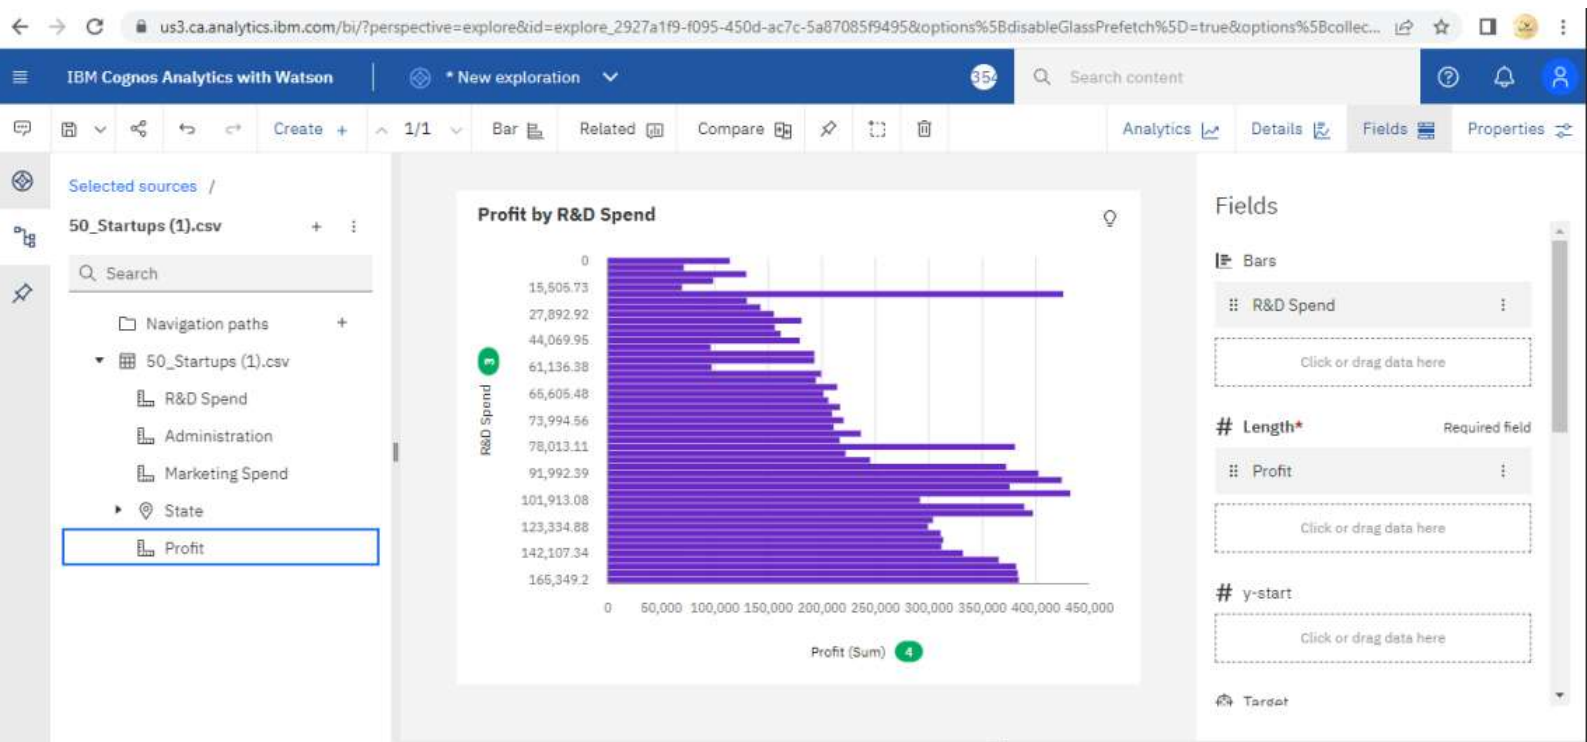 us3.ca.analytics.ibm.com/bi/?perspective=explore&id=explore_2927a1f9-f095-450d-ac7c-5a87085f9495&options%5BdisableGlassPrefetch%5D=true&options%5Bcollec...
IBM Cognos Analytics with Watson
* New exploration
354
Search content
Create +
1/1
Bar
Related
Compare
Analytics
Details
Fields
Properties
Selected sources /
50_Startups (1).csv
Search
Navigation paths
50_Startups (1).csv
R&D Spend
Administration
Marketing Spend
State
Profit
Profit by R&D Spend
0
15,505.73
27,892.92
44,069.95
61,136.38
65,605.48
73,994.56
78,013.11
91,992.39
101,913.08
123,334.88
142,107.34
165,349.2
R&D Spend
3
0 50,000 100,000 150,000 200,000 250,000 300,000 350,000 400,000 450,000
Profit (Sum) 4
Fields
Bars
R&D Spend
Click or drag data here
# Length* Required field
Profit
Click or drag data here
# y-start
Click or drag data here
Target